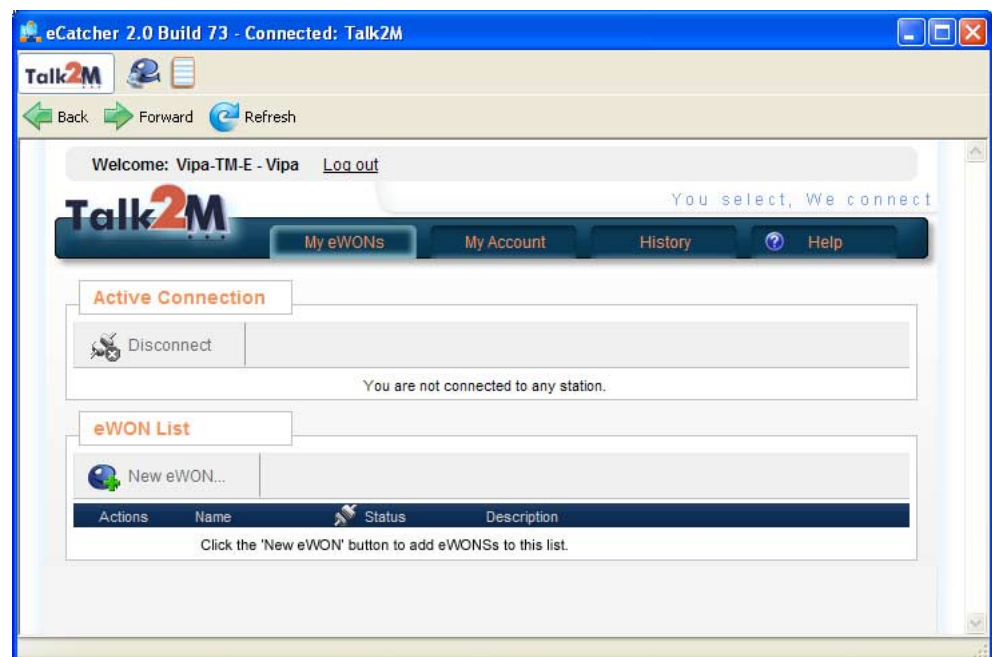 eCatcher 2.0 Build 73 - Connected: Talk2M
Talk2M
Back Forward Refresh
Welcome: Vipa-TM-E - Vipa Log out
Talk2M
You select, We connect
My eWONs My Account History ? Help
Active Connection
Disconnect
You are not connected to any station.
eWON List
New eWON...
Actions Name Status Description
Click the 'New eWON' button to add eWONSs to this list.